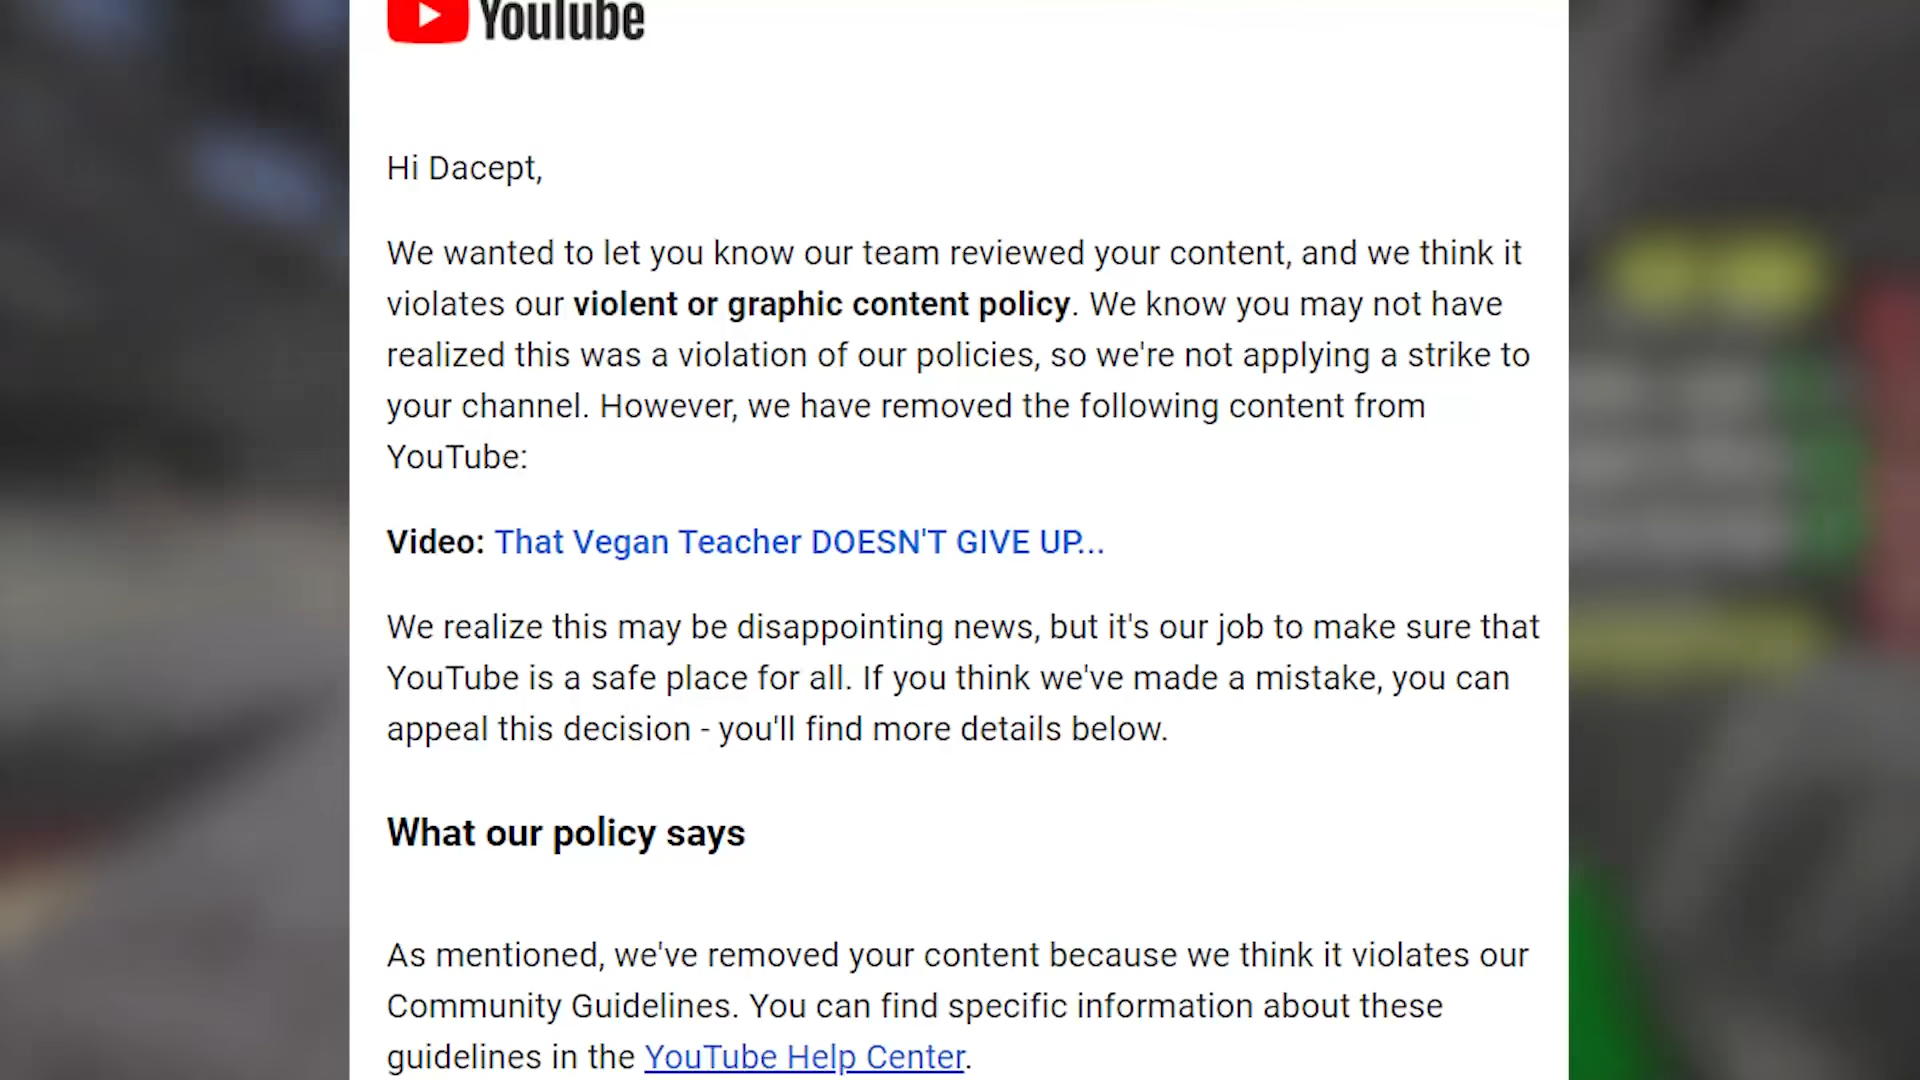 YouTube
Hi Dacept,
We wanted to let you know our team reviewed your content, and we think it
violates our violent or graphic content policy. We know you may not have
realized this was a violation of our policies, so we're not applying a strike to
your channel. However, we have removed the following content from
YouTube:
Video: That Vegan Teacher DOESN'T GIVE UP...
We realize this may be disappointing news, but it's our job to make sure that
YouTube is a safe place for all. If you think we've made a mistake, you can
appeal this decision - you'll find more details below.
What our policy says
As mentioned, we've removed your content because we think it violates our
Community Guidelines. You can find specific information about these
guidelines in the YouTube Help Center.